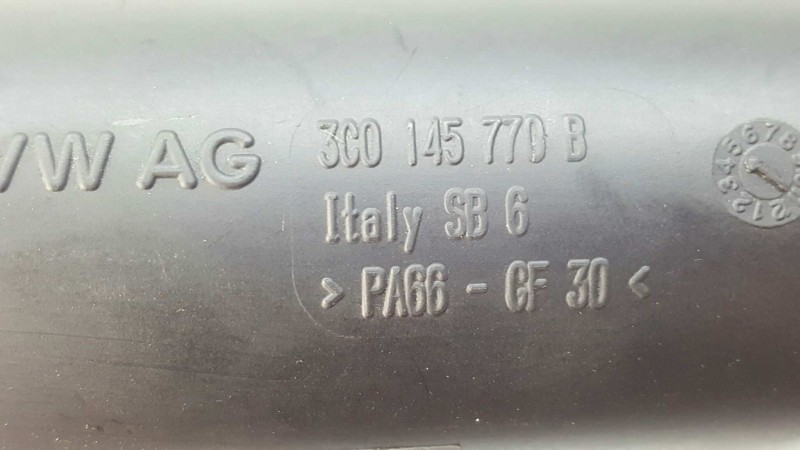 VW AG
3C0 145 770 B
Italy SB 6
> PA66 - GF 30 <